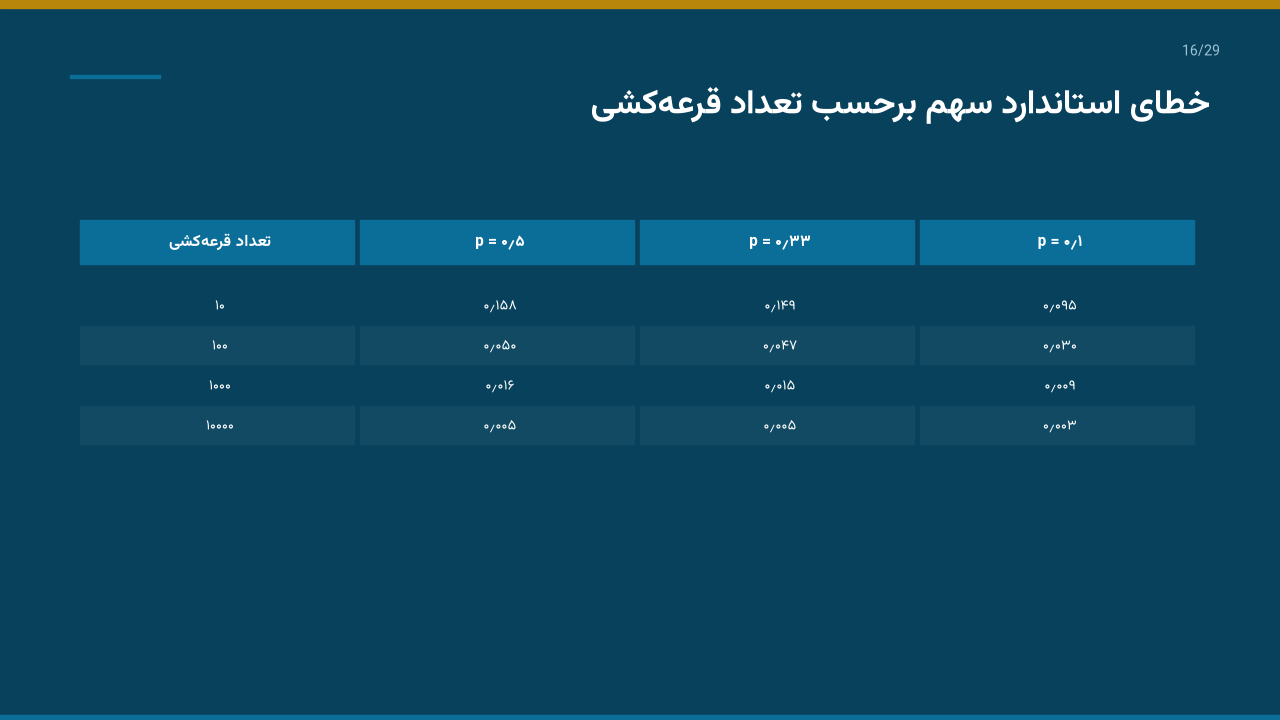 16/29
خطای استاندارد سهم برحسب تعداد قرعه‌کشی
تعداد قرعه‌کشی p = ۰٫۵ p = ۰٫۳۳ p = ۰٫۱
۱۰ ۰٫۱۵۸ ۰٫۱۴۹ ۰٫۰۹۵
۱۰۰ ۰٫۰۵۰ ۰٫۰۴۷ ۰٫۰۳۰
۱۰۰۰ ۰٫۰۱۶ ۰٫۰۱۵ ۰٫۰۰۹
۱۰۰۰۰ ۰٫۰۰۵ ۰٫۰۰۵ ۰٫۰۰۳